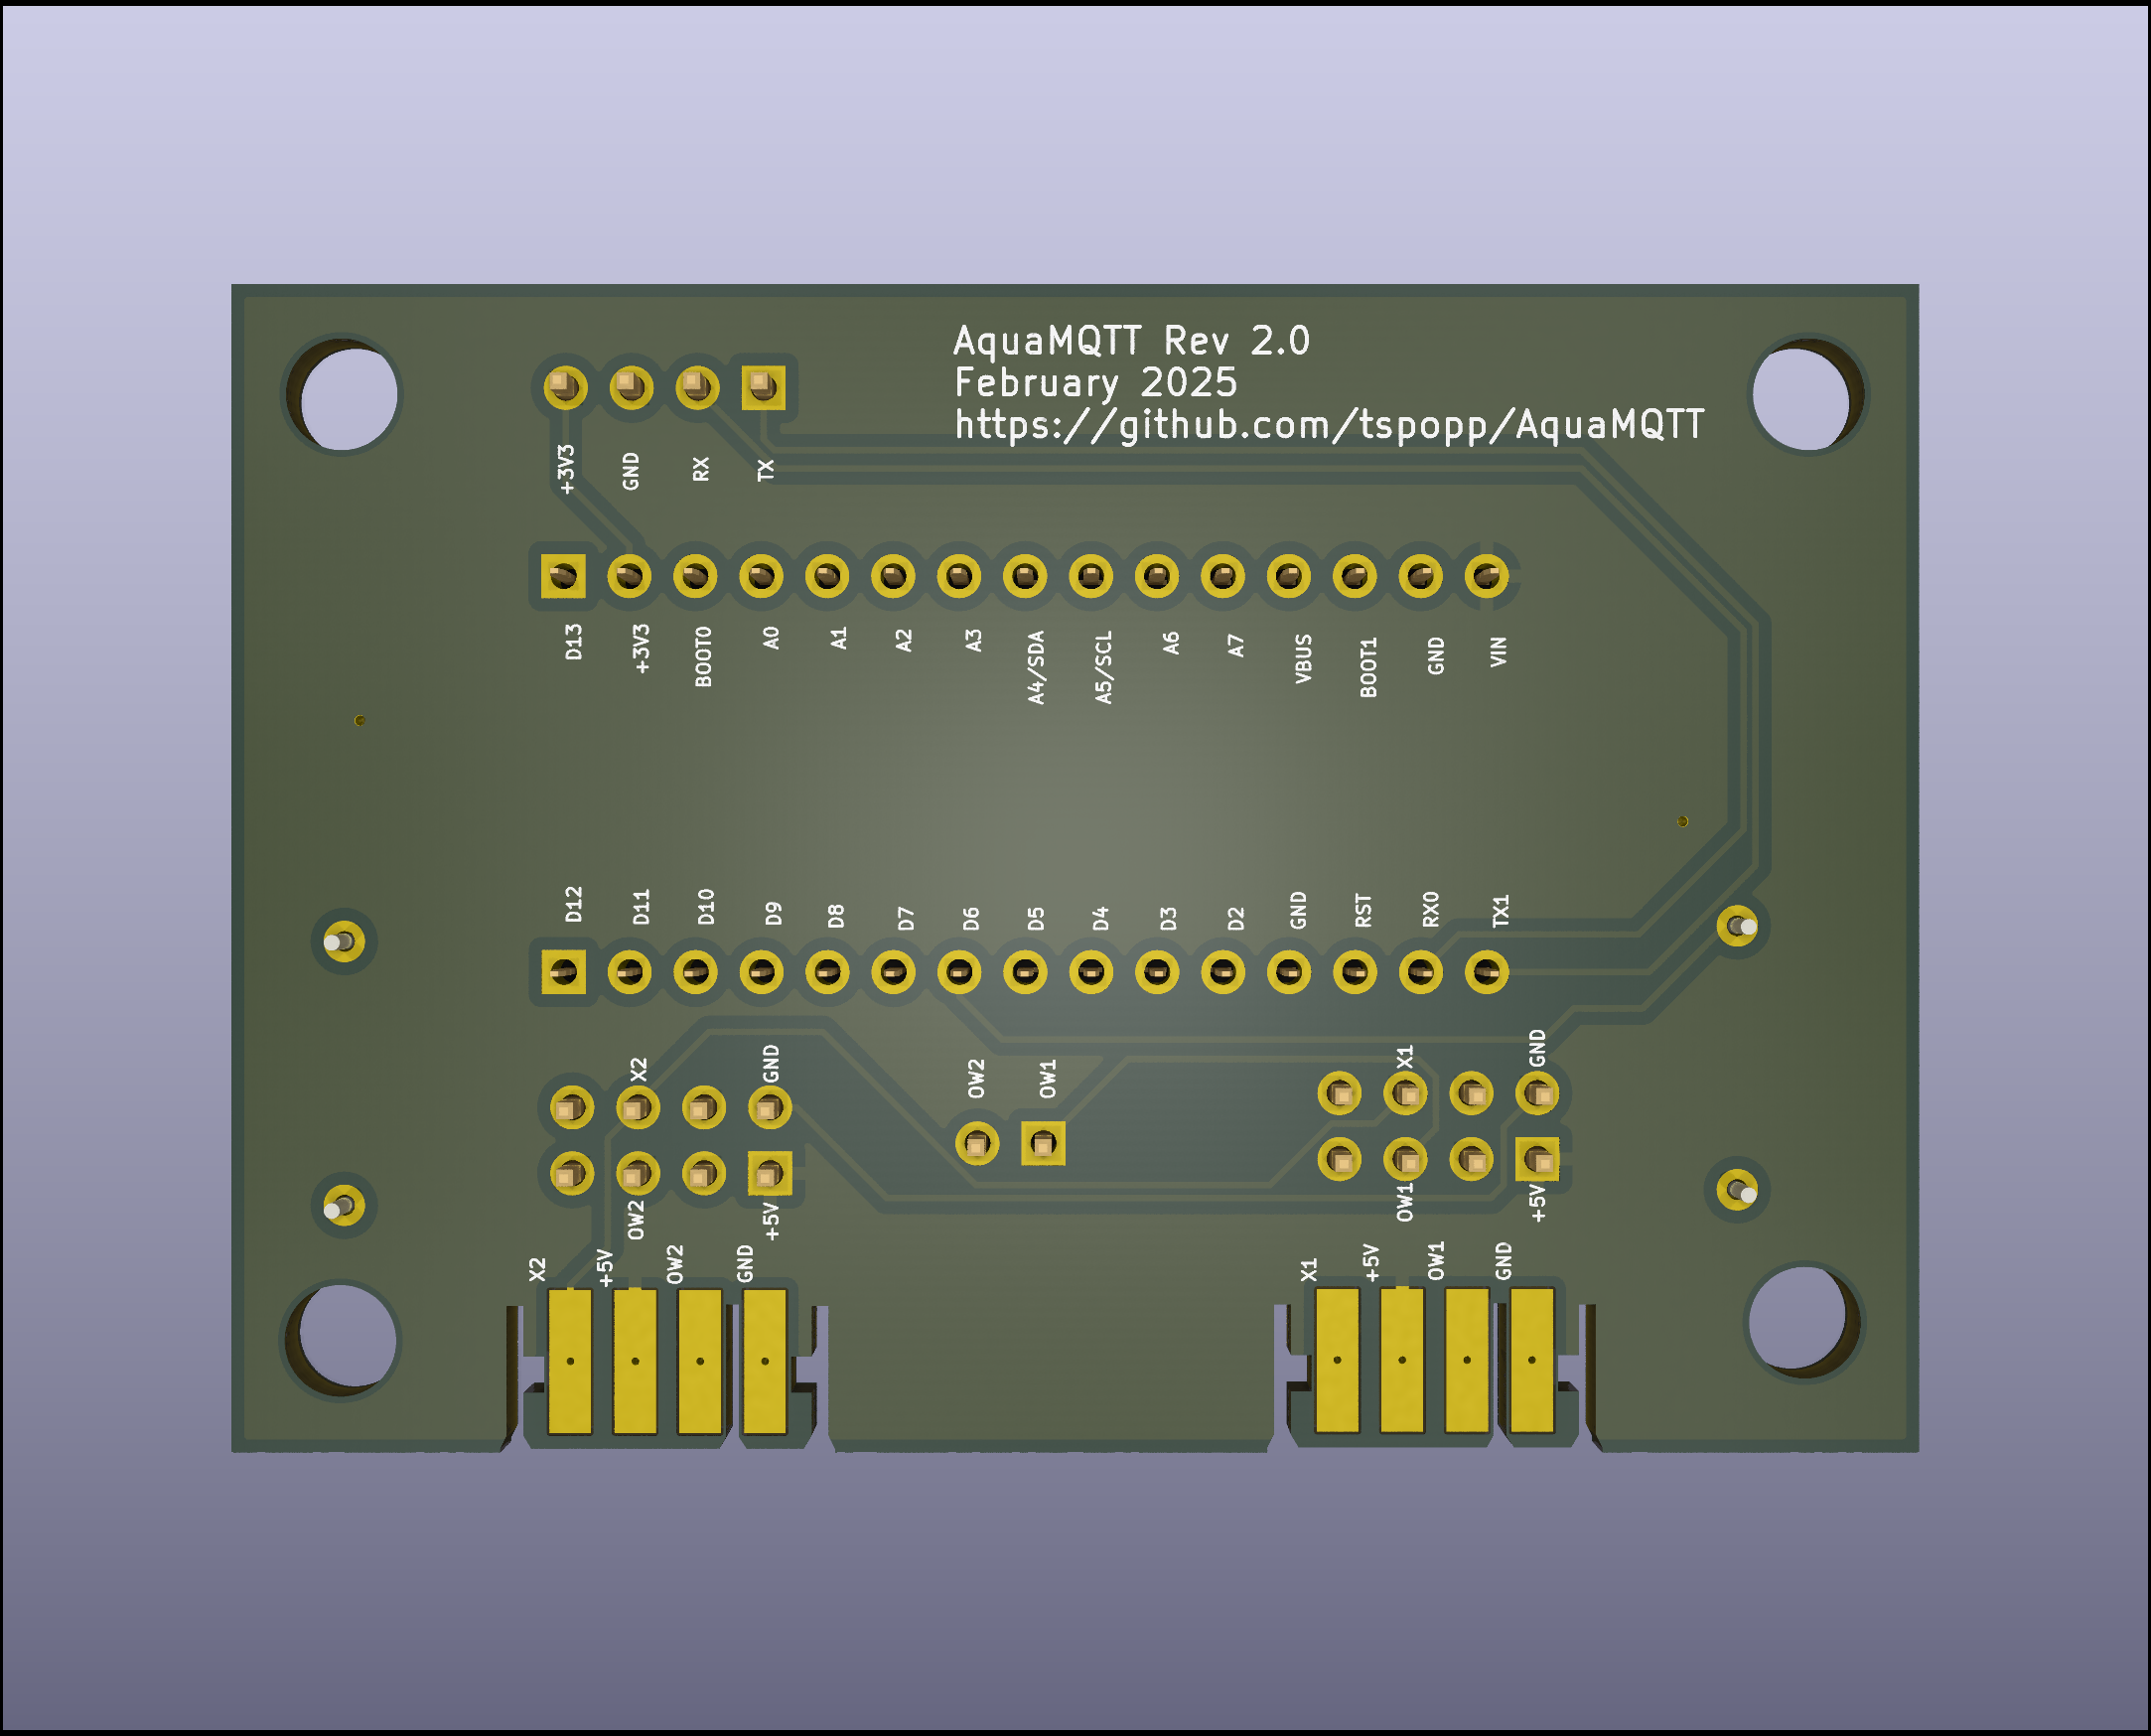 AquaMQTT Rev 2.0
February 2025
https://github.com/tspopp/AquaMQTT
+3V3 GND RX TX
D13 +3V3 BOOT0 A0 A1 A2 A3 A4/SDA A5/SCL A6 A7 VBUS BOOT1 GND VIN
D12 D11 D10 D9 D8 D7 D6 D5 D4 D3 D2 GND RST RX0 TX1
X2 GND OW2 OW1 X1 GND
OW2 +5V OW1 +5V
X2 +5V OW2 GND X1 +5V OW1 GND